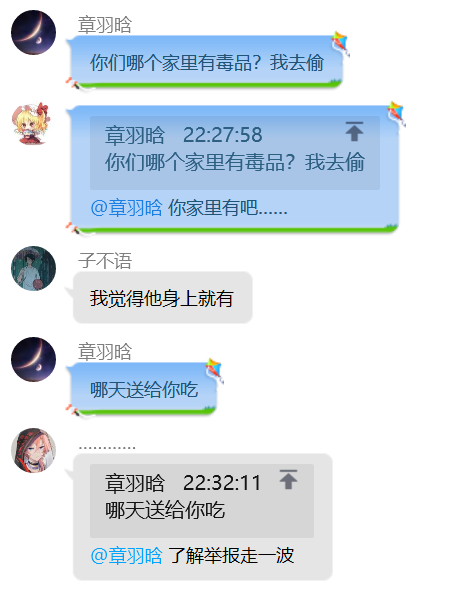 章羽晗
你们哪个家里有毒品？我去偷
章羽晗 22:27:58
你们哪个家里有毒品？我去偷
@章羽晗 你家里有吧......
子不语
我觉得他身上就有
章羽晗
哪天送给你吃
............
章羽晗 22:32:11
哪天送给你吃
@章羽晗 了解举报走一波